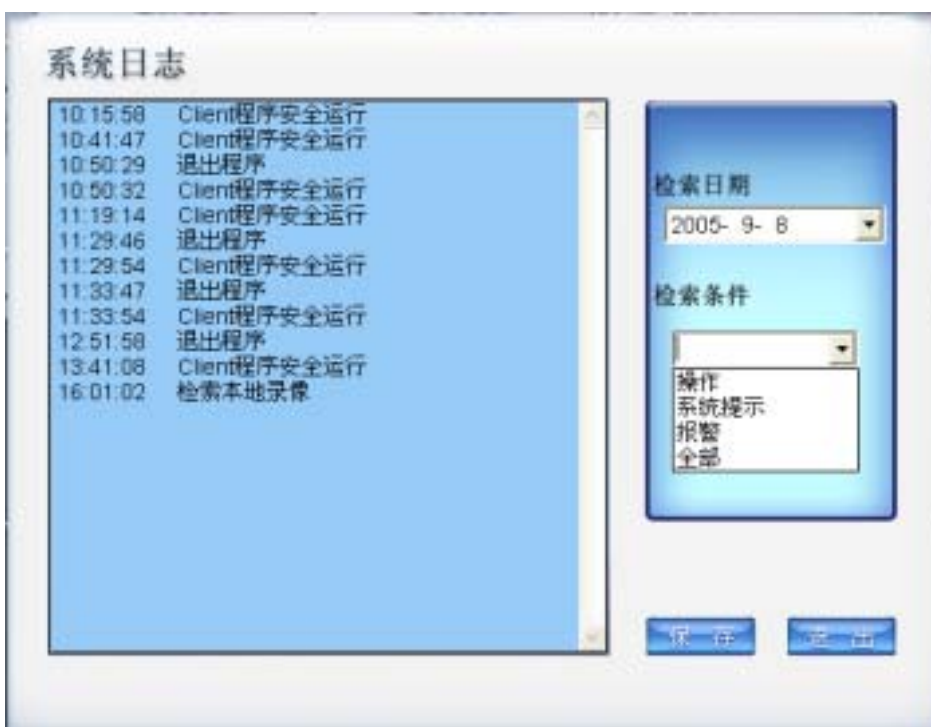 系统日志
10:15:58 Client程序安全运行
10:41:47 Client程序安全运行
10:50:29 退出程序
10:50:32 Client程序安全运行
11:19:14 Client程序安全运行
11:29:46 退出程序
11:29:54 Client程序安全运行
11:33:47 退出程序
11:33:54 Client程序安全运行
12:51:58 退出程序
13:41:08 Client程序安全运行
16:01:02 检索本地录像
检索日期
2005- 9- 8
检索条件
操作
系统提示
报警
全部
保 存
退 出